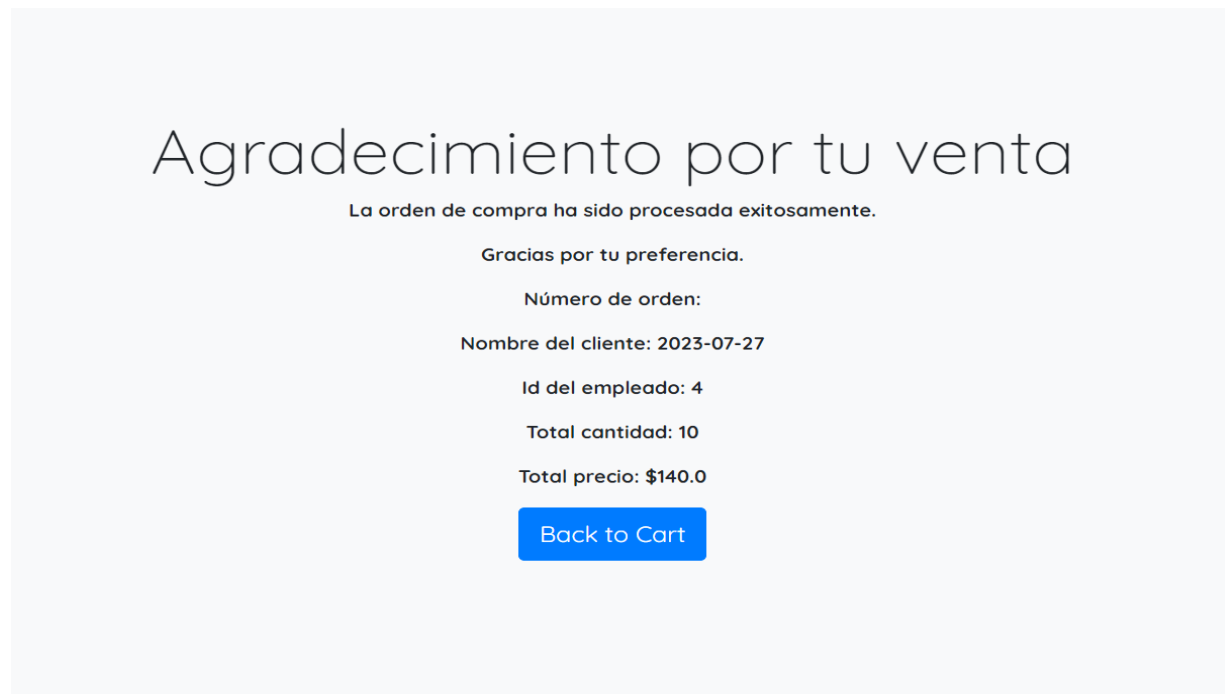 Agradecimiento por tu venta
La orden de compra ha sido procesada exitosamente.
Gracias por tu preferencia.
Número de orden:
Nombre del cliente: 2023-07-27
Id del empleado: 4
Total cantidad: 10
Total precio: $140.0
Back to Cart